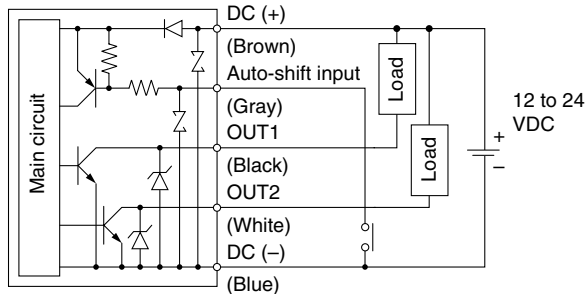 Main circuit
DC (+)
(Brown)
Auto-shift input
(Gray)
OUT1
(Black)
OUT2
(White)
DC (–)
(Blue)
Load
Load
12 to 24
VDC
+
–